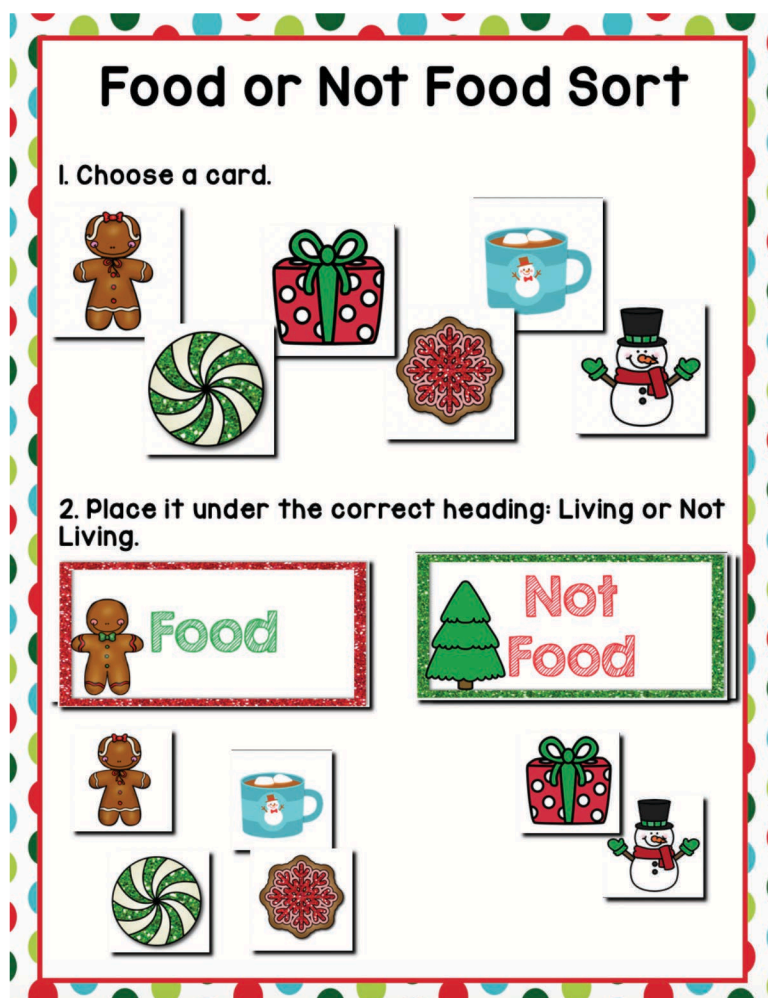 Food or Not Food Sort
1. Choose a card.
2. Place it under the correct heading: Living or Not
Living.
Food
Not
Food